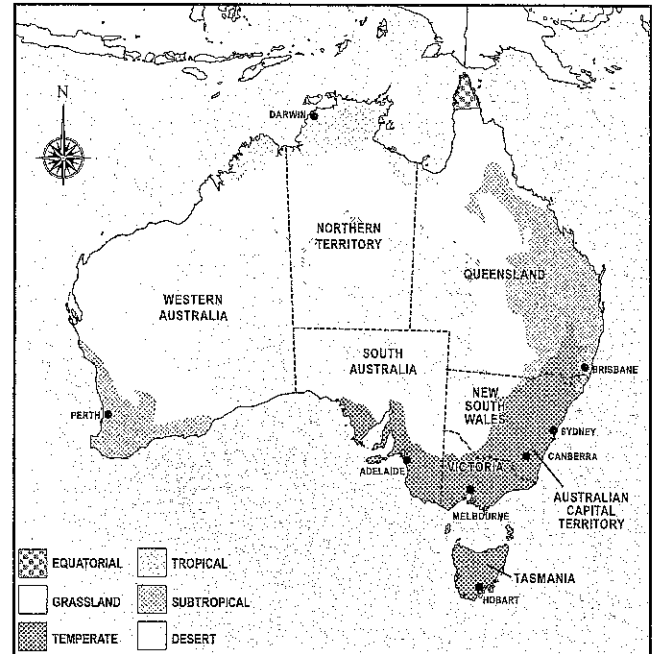 N
DARWIN
NORTHERN
TERRITORY
QUEENSLAND
WESTERN
AUSTRALIA
SOUTH
AUSTRALIA
BRISBANE
NEW
SOUTH
WALES
PERTH
SYDNEY
ADELAIDE
VICTORIA
CANBERRA
AUSTRALIAN
CAPITAL
TERRITORY
MELBOURNE
EQUATORIAL
TROPICAL
TASMANIA
GRASSLAND
SUBTROPICAL
HOBART
TEMPERATE
DESERT